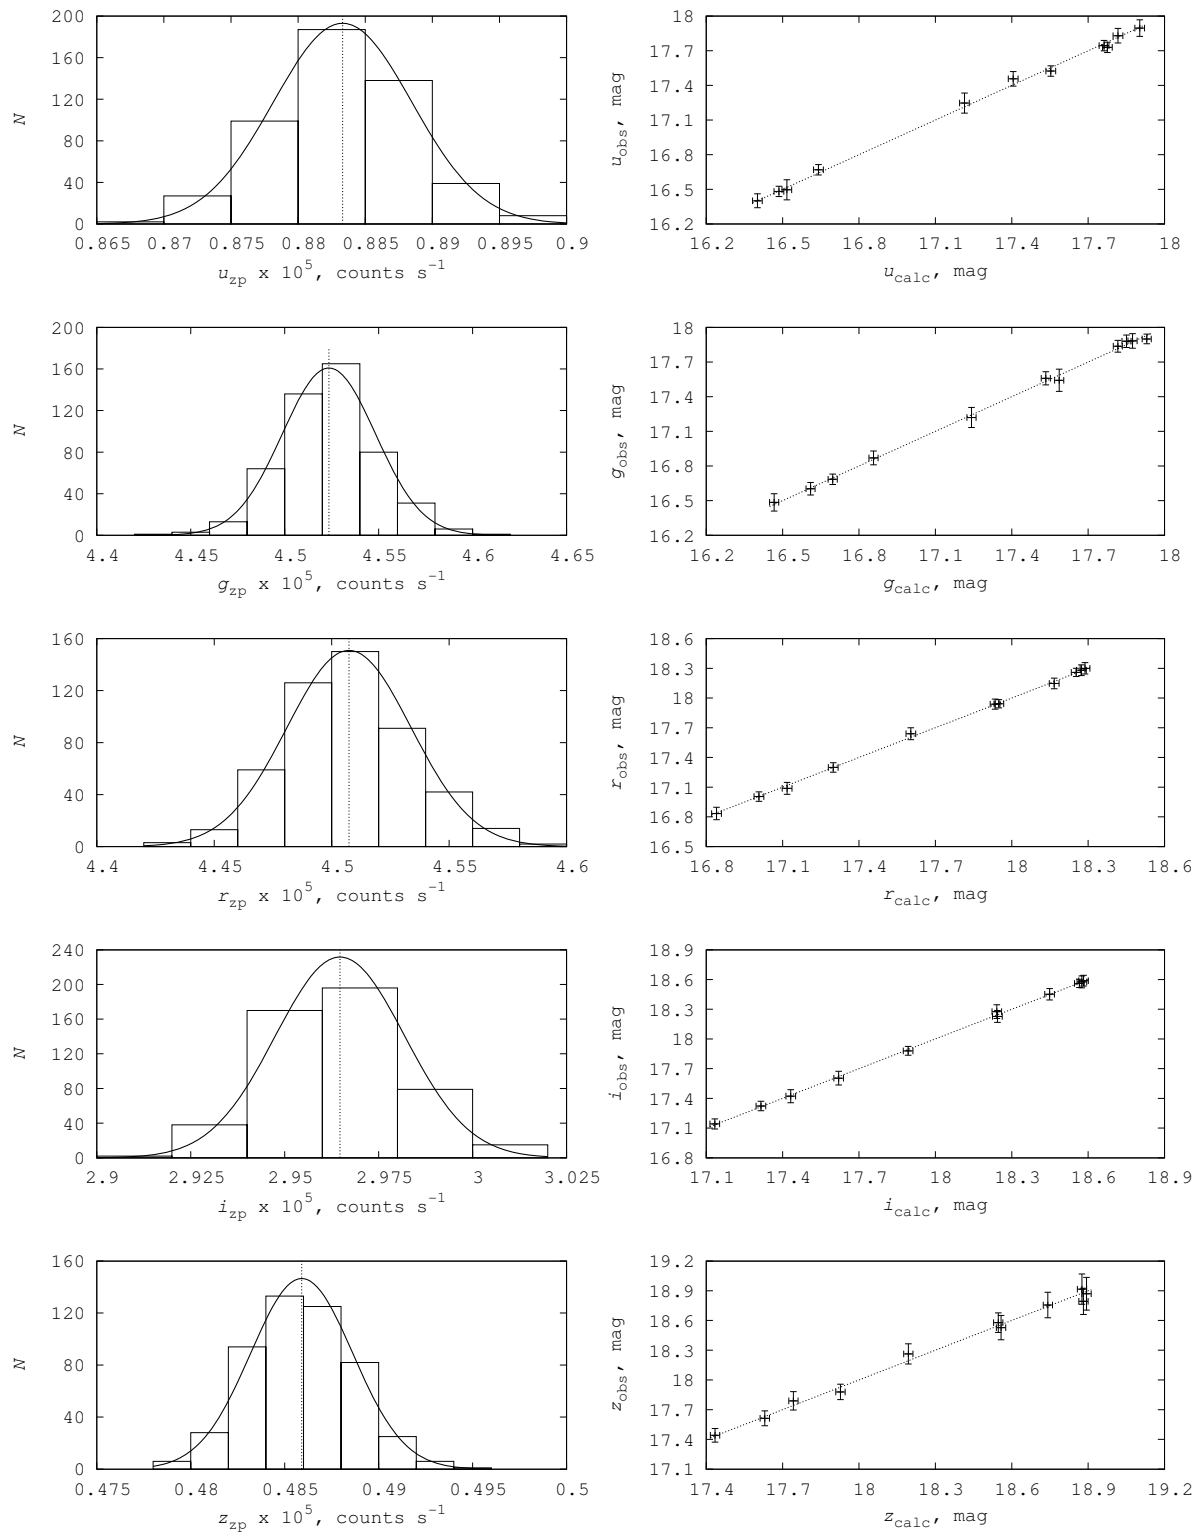 200
160
120
80
40
0
N
0.865 0.87 0.875 0.88 0.885 0.89 0.895 0.9
u_zp x 10^5, counts s^−1
18
17.7
17.4
17.1
16.8
16.5
16.2
u_obs, mag
16.2 16.5 16.8 17.1 17.4 17.7 18
u_calc, mag
200
160
120
80
40
0
N
4.4 4.45 4.5 4.55 4.6 4.65
g_zp x 10^5, counts s^−1
18
17.7
17.4
17.1
16.8
16.5
16.2
g_obs, mag
16.2 16.5 16.8 17.1 17.4 17.7 18
g_calc, mag
160
120
80
40
0
N
4.4 4.45 4.5 4.55 4.6
r_zp x 10^5, counts s^−1
18.6
18.3
18
17.7
17.4
17.1
16.8
16.5
r_obs, mag
16.8 17.1 17.4 17.7 18 18.3 18.6
r_calc, mag
240
200
160
120
80
40
0
N
2.9 2.925 2.95 2.975 3 3.025
i_zp x 10^5, counts s^−1
18.9
18.6
18.3
18
17.7
17.4
17.1
16.8
i_obs, mag
17.1 17.4 17.7 18 18.3 18.6 18.9
i_calc, mag
160
120
80
40
0
N
0.475 0.48 0.485 0.49 0.495 0.5
z_zp x 10^5, counts s^−1
19.2
18.9
18.6
18.3
18
17.7
17.4
17.1
z_obs, mag
17.4 17.7 18 18.3 18.6 18.9 19.2
z_calc, mag